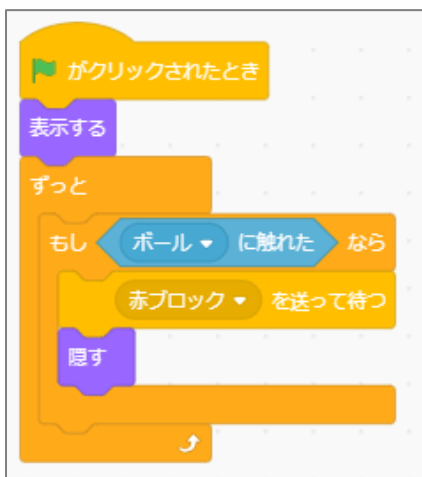 がクリックされたとき
表示する
ずっと
もし ボール に触れた なら
赤ブロック を送って待つ
隠す